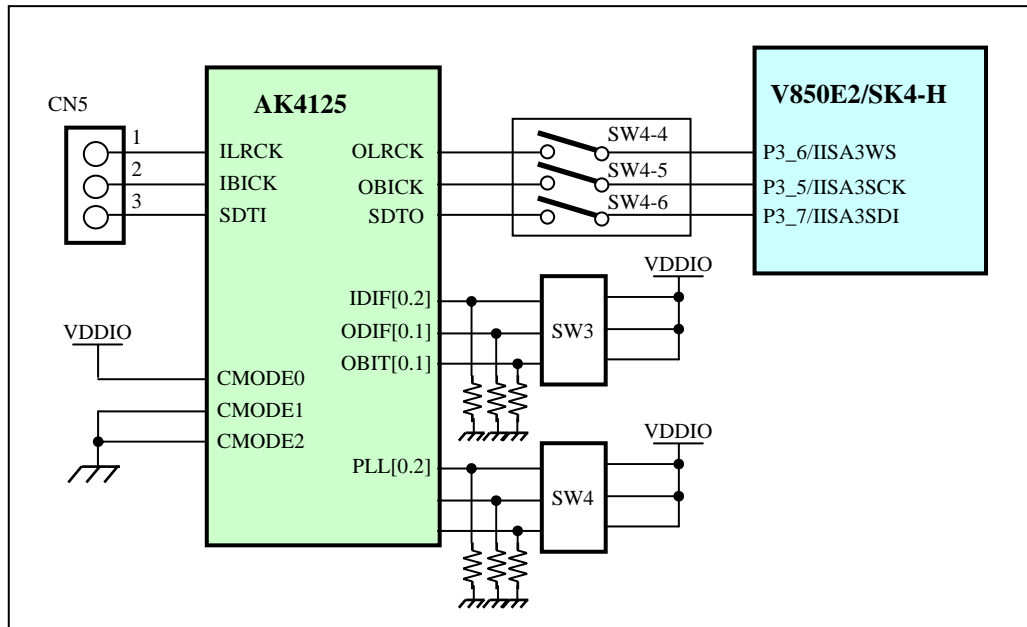 CN5
1
2
3
AK4125
ILRCK
IBICK
SDTI
OLRCK
OBICK
SDTO
SW4-4
SW4-5
SW4-6
V850E2/SK4-H
P3_6/IISA3WS
P3_5/IISA3SCK
P3_7/IISA3SDI
IDIF[0.2]
ODIF[0.1]
OBIT[0.1]
SW3
VDDIO
VDDIO
CMODE0
CMODE1
CMODE2
PLL[0.2]
SW4
VDDIO